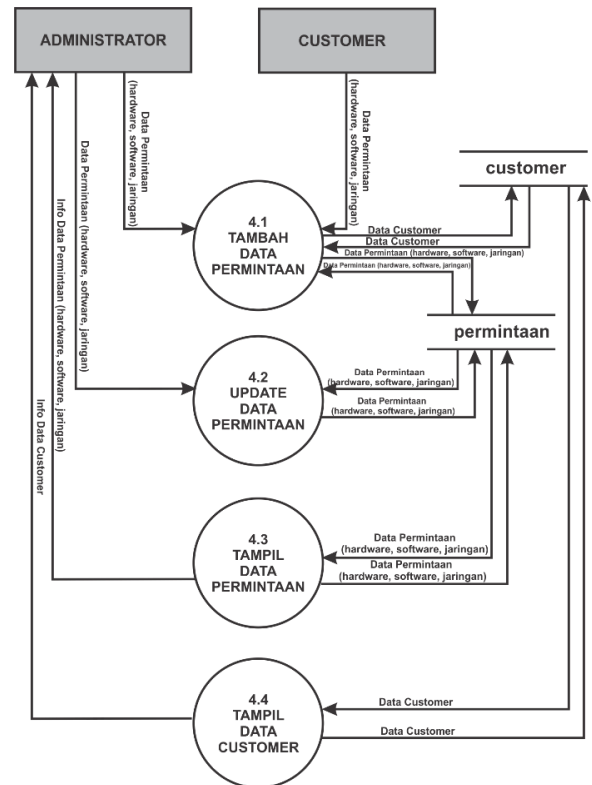 ADMINISTRATOR
CUSTOMER
Data Permintaan
(hardware, software, jaringan)
Data Permintaan (hardware, software, jaringan)
Info Data Permintaan (hardware, software, jaringan)
Info Data Customer
Data Permintaan
(hardware, software, jaringan)
customer
4.1
TAMBAH
DATA
PERMINTAAN
Data Customer
Data Customer
Data Permintaan (hardware, software, jaringan)
Data Permintaan (hardware, software, jaringan)
permintaan
4.2
UPDATE
DATA
PERMINTAAN
Data Permintaan
(hardware, software, jaringan)
Data Permintaan
(hardware, software, jaringan)
4.3
TAMPIL
DATA
PERMINTAAN
Data Permintaan
(hardware, software, jaringan)
Data Permintaan
(hardware, software, jaringan)
4.4
TAMPIL
DATA
CUSTOMER
Data Customer
Data Customer